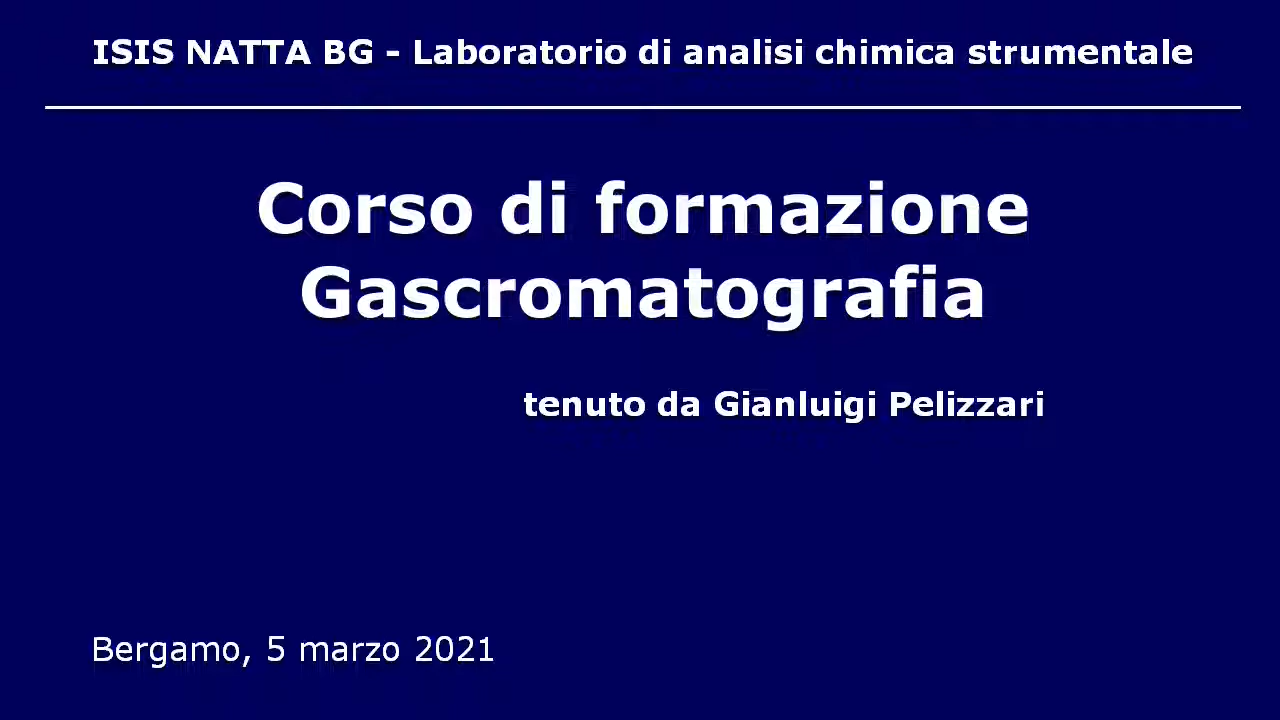 ISIS NATTA BG - Laboratorio di analisi chimica strumentale
Corso di formazione
Gascromatografia
tenuto da Gianluigi Pelizzari
Bergamo, 5 marzo 2021